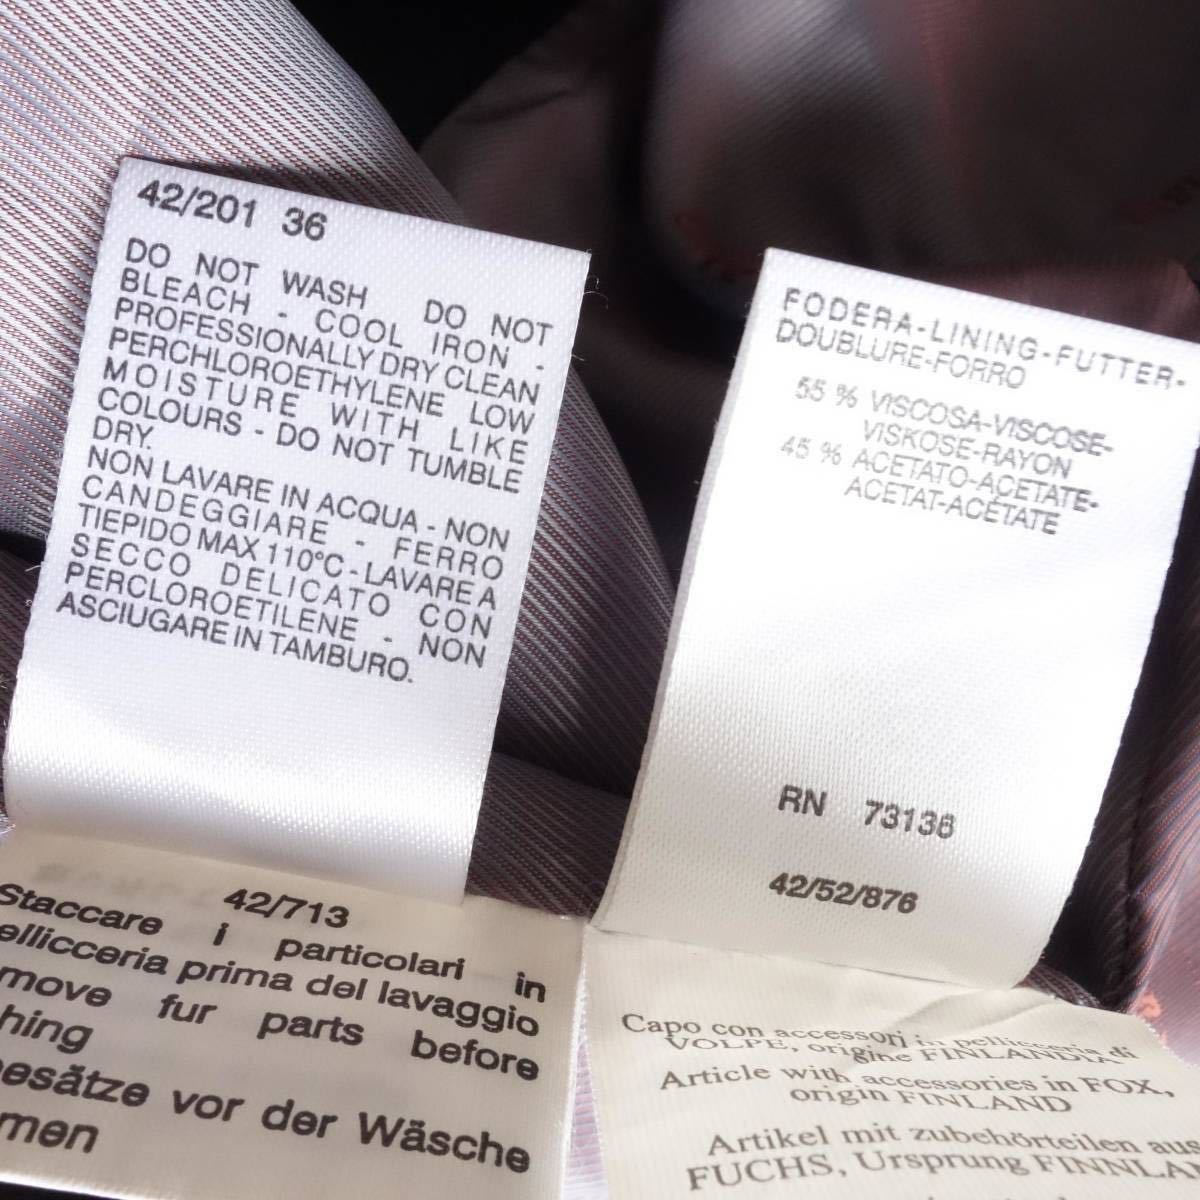 42/201 36
DO NOT WASH DO NOT
BLEACH - COOL IRON -
PROFESSIONALLY DRY CLEAN
PERCHLOROETHYLENE LOW
MOISTURE WITH LIKE
COLOURS - DO NOT TUMBLE
DRY.
NON LAVARE IN ACQUA - NON
CANDEGGIARE - FERRO
TIEPIDO MAX 110°C - LAVARE A
SECCO DELICATO CON
PERCLOROETILENE - NON
ASCIUGARE IN TAMBURO.
FODERA-LINING-FUTTER-
DOUBLURE-FORRO
55 % VISCOSA-VISCOSE-
VISKOSE-RAYON
45 % ACETATO-ACETATE-
ACETAT-ACÉTATE
RN 73136
42/52/876
42/713
Staccare i particolari in
ellicceria prima del lavaggio
move fur parts before
hing
esätze vor der Wäsche
men
Capo con accessori in pellicceria di
VOLPE, origine FINLANDIA
Article with accessories in FOX,
origin FINLAND
Artikel mit zubehörteilen aus
FUCHS, Ursprung FINNLA